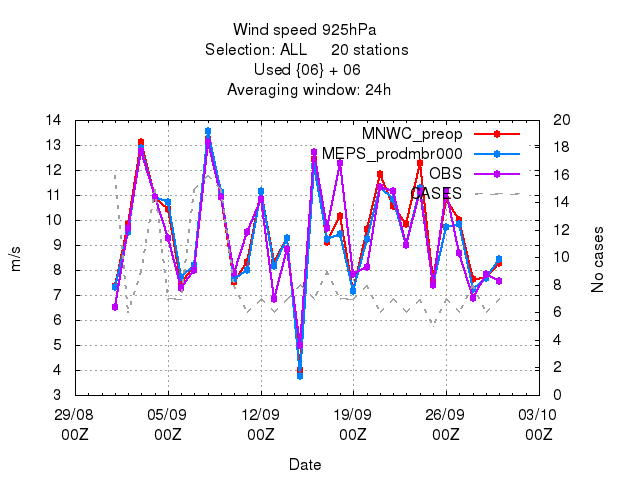 Wind speed 925hPa
Selection: ALL 20 stations
Used {06} + 06
Averaging window: 24h
14 20
13 18
12 16
11 14
10 12
9 10
8 8
7 6
6 4
5 2
4 0
3
MNWC_preop
MEPS_prodmbr000
OBS
CASES
m/s
No cases
29/08 05/09 12/09 19/09 26/09 03/10
00Z 00Z 00Z 00Z 00Z 00Z
Date